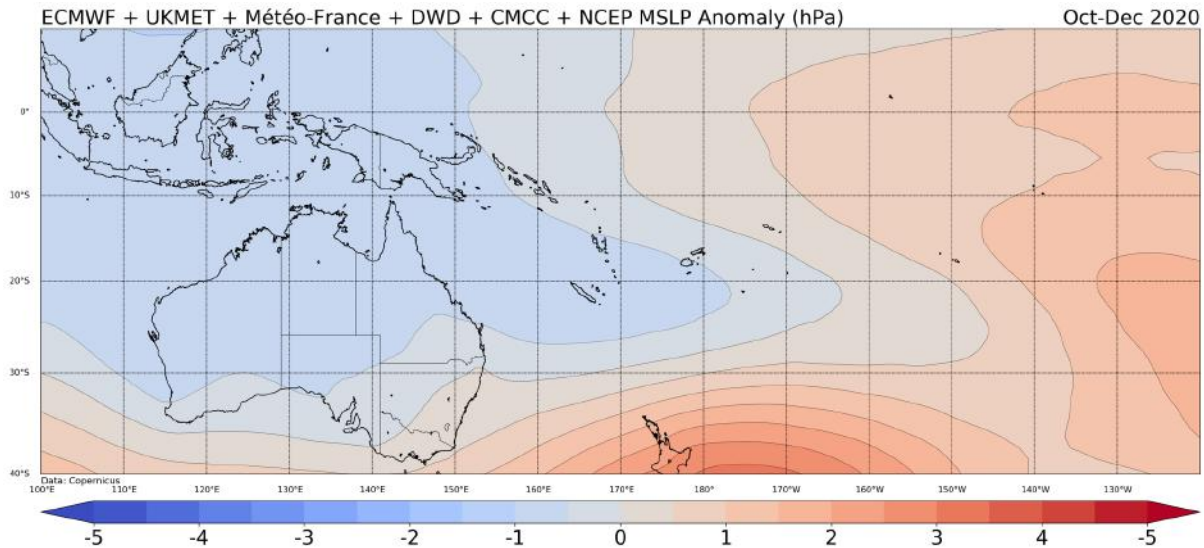 ECMWF + UKMET + Météo-France + DWD + CMCC + NCEP MSLP Anomaly (hPa) Oct-Dec 2020
0°
10°S
20°S
30°S
40°S
Data: Copernicus
100°E 110°E 120°E 130°E 140°E 150°E 160°E 170°E 180° 170°W 160°W 150°W 140°W 130°W
-5 -4 -3 -2 -1 0 1 2 3 4 -5